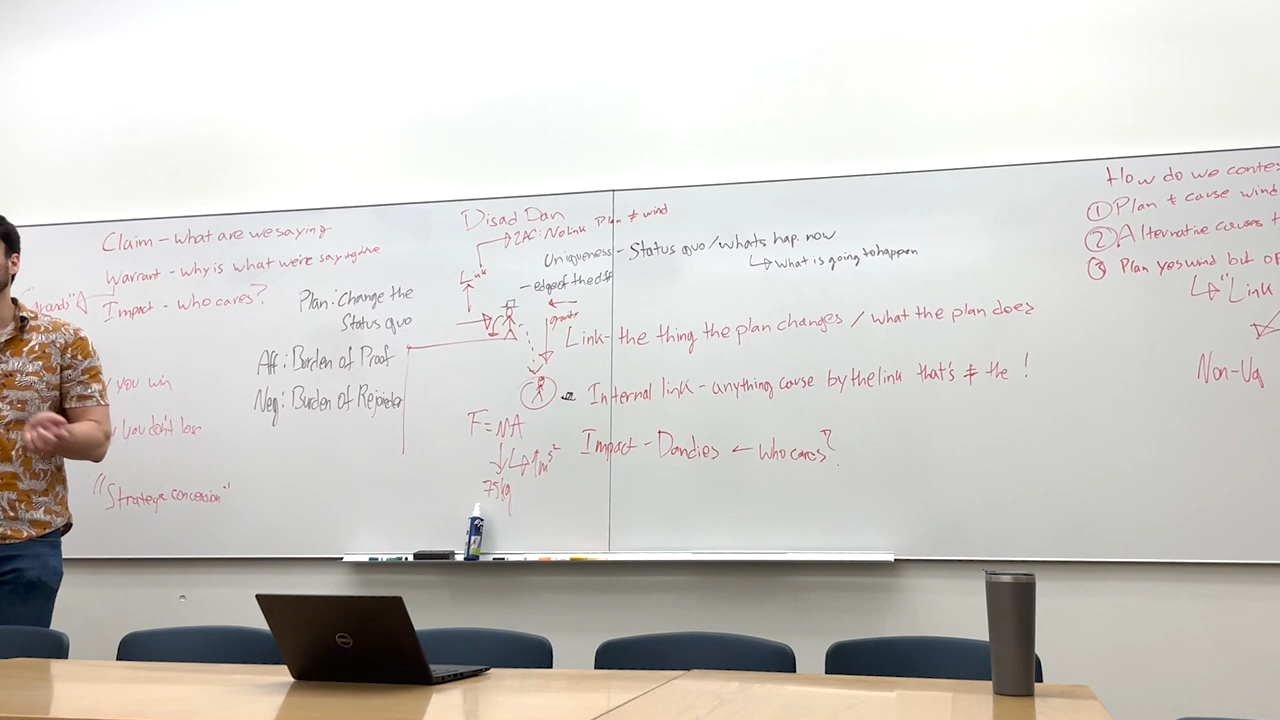 Claim - what are we saying
Warrant - why is what we're saying true
Impact - who cares?
Plan: Change the
Status quo
Aff: Burden of Proof
Neg: Burden of Rejoinder
you win
you don't lose
"Strategic concession"
Disad Dan
2AC: No link Plan ≠ wind
Link
Uniqueness - Status quo / whats hap. now
↳ what is going to happen
- edge of the cliff
Link - the thing the plan changes / what the plan does
Internal link - anything cause by the link that's ≠ the !
F = MA
75kg
Impact - Dan dies ← who cares?
How do we
① Plan ≠ cause wind
② Alternative causes
③ Plan yes wind but
↳ "Link
Non-Uq
DELL